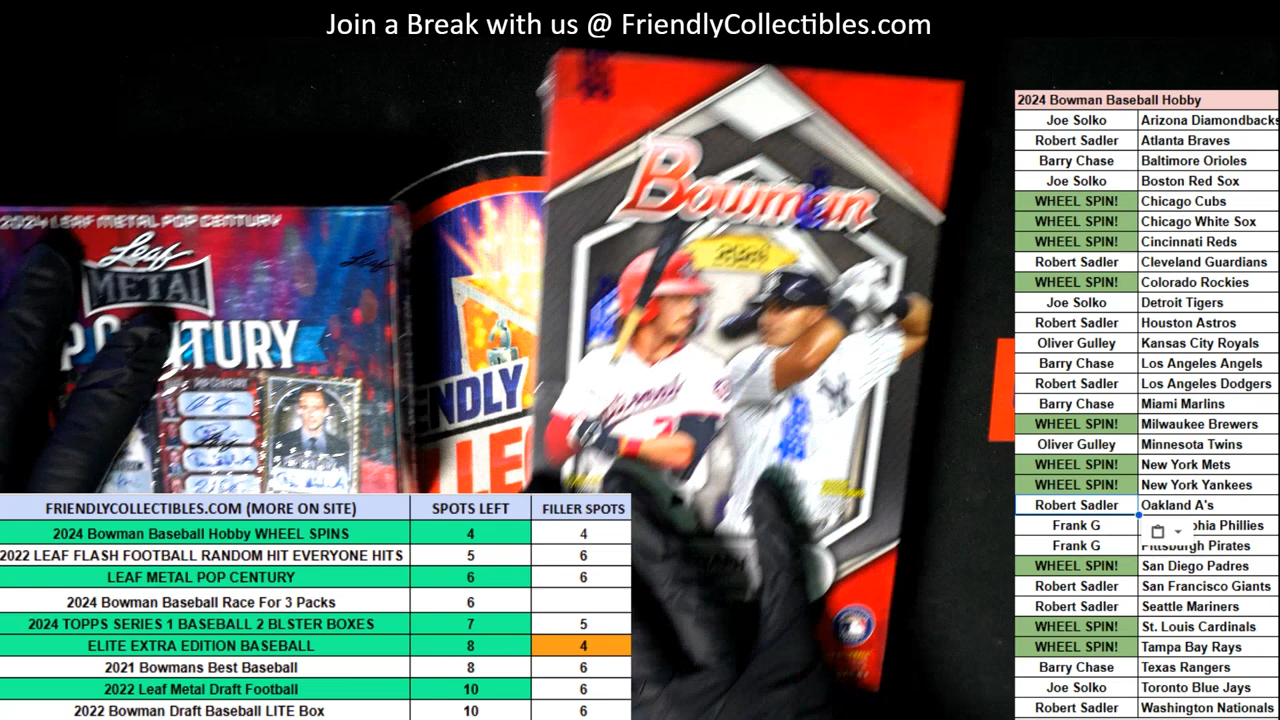 Join a Break with us @ FriendlyCollectibles.com
2024 LEAF METAL POP CENTURY
Leaf
METAL
CENTURY
POP CENTURY
ENDLY
LLE
Bowman
2024
FRIENDLYCOLLECTIBLES.COM (MORE ON SITE) SPOTS LEFT FILLER SPOTS
2024 Bowman Baseball Hobby WHEEL SPINS 4 4
2022 LEAF FLASH FOOTBALL RANDOM HIT EVERYONE HITS 5 6
LEAF METAL POP CENTURY 6 6
2024 Bowman Baseball Race For 3 Packs 6
2024 TOPPS SERIES 1 BASEBALL 2 BLSTER BOXES 7 5
ELITE EXTRA EDITION BASEBALL 8 4
2021 Bowmans Best Baseball 8 6
2022 Leaf Metal Draft Football 10 6
2022 Bowman Draft Baseball LITE Box 10 6
2024 Bowman Baseball Hobby
Joe Solko Arizona Diamondbacks
Robert Sadler Atlanta Braves
Barry Chase Baltimore Orioles
Joe Solko Boston Red Sox
WHEEL SPIN! Chicago Cubs
WHEEL SPIN! Chicago White Sox
WHEEL SPIN! Cincinnati Reds
Robert Sadler Cleveland Guardians
WHEEL SPIN! Colorado Rockies
Joe Solko Detroit Tigers
Robert Sadler Houston Astros
Oliver Gulley Kansas City Royals
Barry Chase Los Angeles Angels
Robert Sadler Los Angeles Dodgers
Barry Chase Miami Marlins
WHEEL SPIN! Milwaukee Brewers
Oliver Gulley Minnesota Twins
WHEEL SPIN! New York Mets
WHEEL SPIN! New York Yankees
Robert Sadler Oakland A's
Frank G phia Phillies
Frank G Pittsburgh Pirates
WHEEL SPIN! San Diego Padres
Robert Sadler San Francisco Giants
Robert Sadler Seattle Mariners
WHEEL SPIN! St. Louis Cardinals
WHEEL SPIN! Tampa Bay Rays
Barry Chase Texas Rangers
Joe Solko Toronto Blue Jays
Robert Sadler Washington Nationals